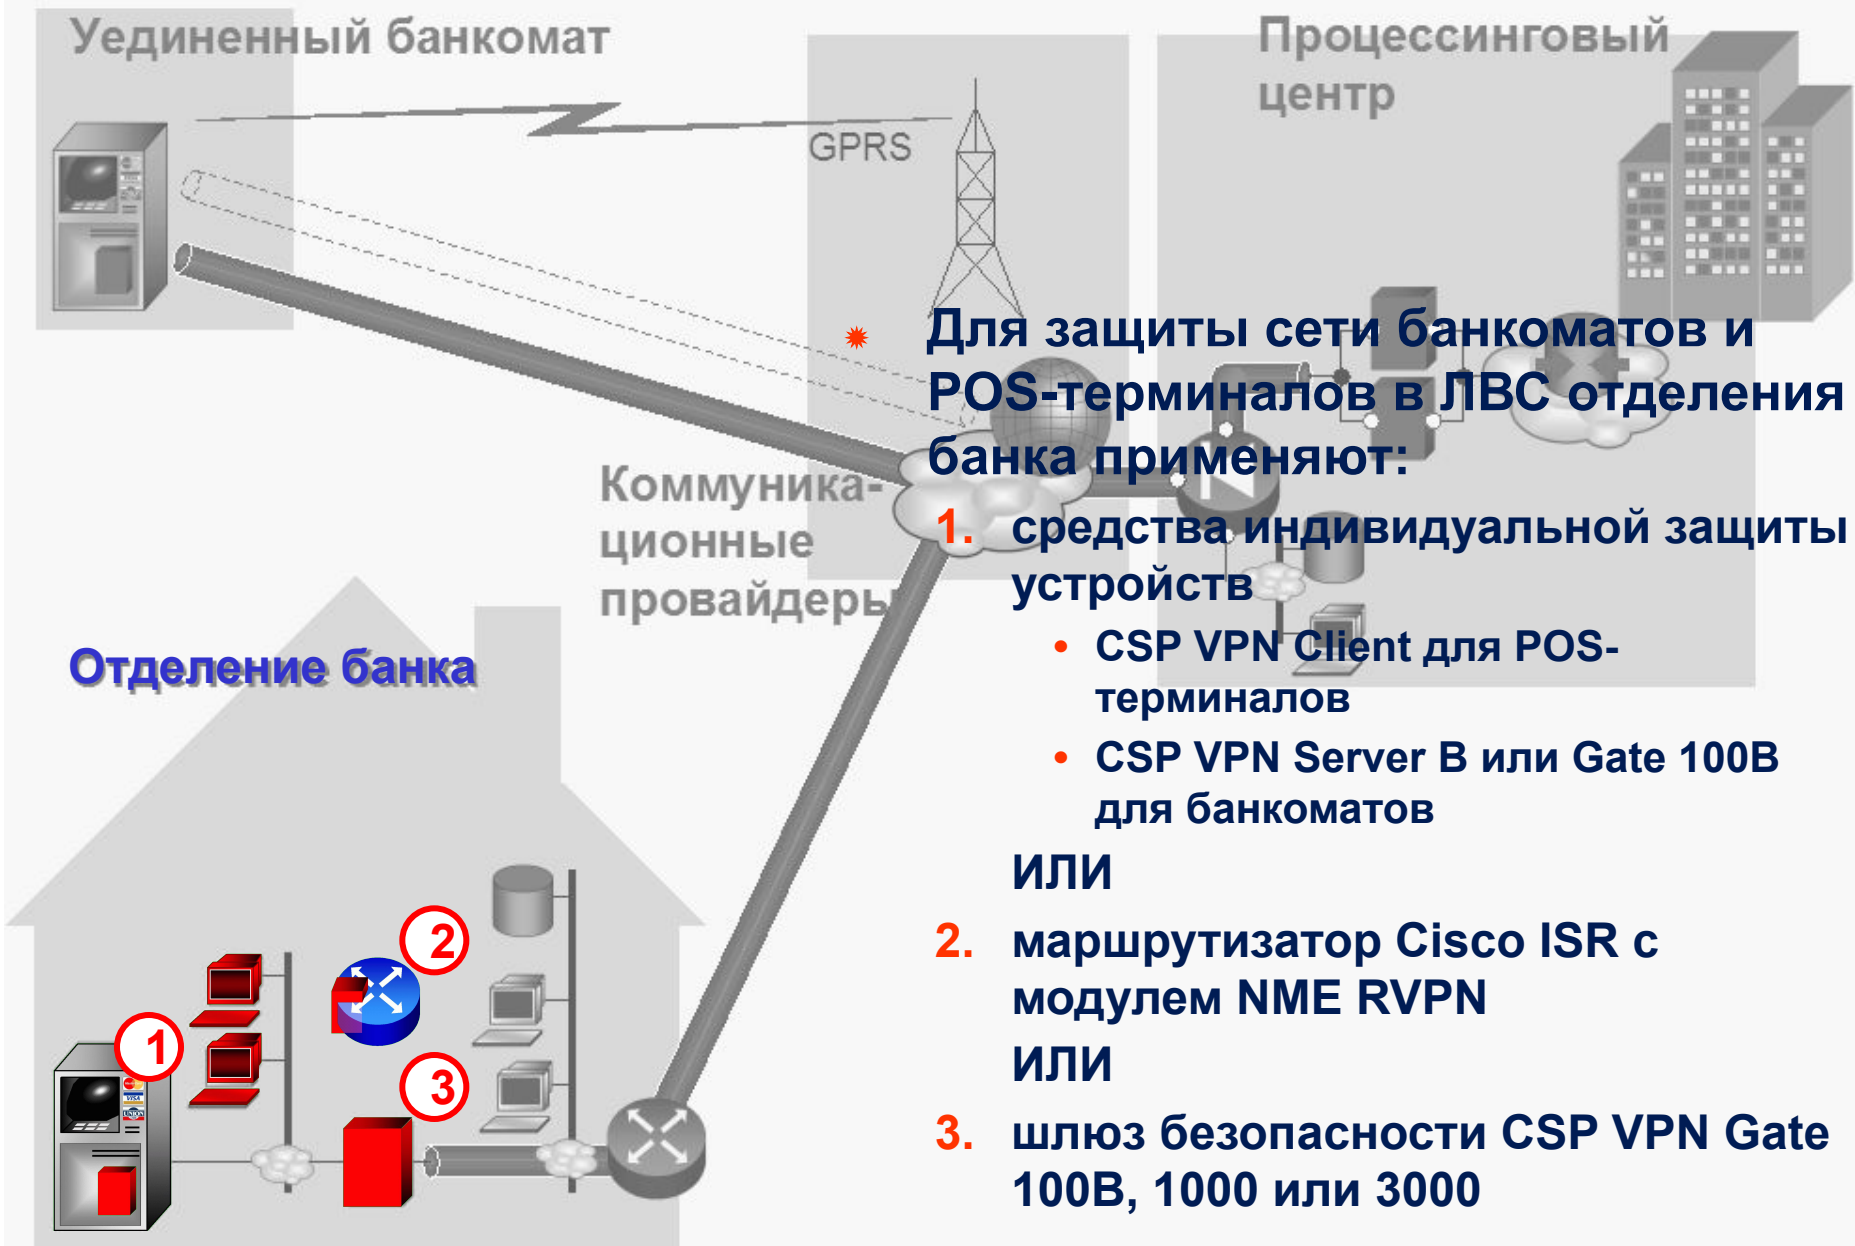 Уединенный банкомат
Процессинговый
центр
GPRS
Коммуника-
ционные
провайдеры
Отделение банка
Для защиты сети банкоматов и
POS-терминалов в ЛВС отделения
банка применяют:
1. средства индивидуальной защиты
устройств
• CSP VPN Client для POS-
терминалов
• CSP VPN Server B или Gate 100B
для банкоматов
ИЛИ
2. маршрутизатор Cisco ISR с
модулем NME RVPN
ИЛИ
3. шлюз безопасности CSP VPN Gate
100B, 1000 или 3000
2
1
3
VISA